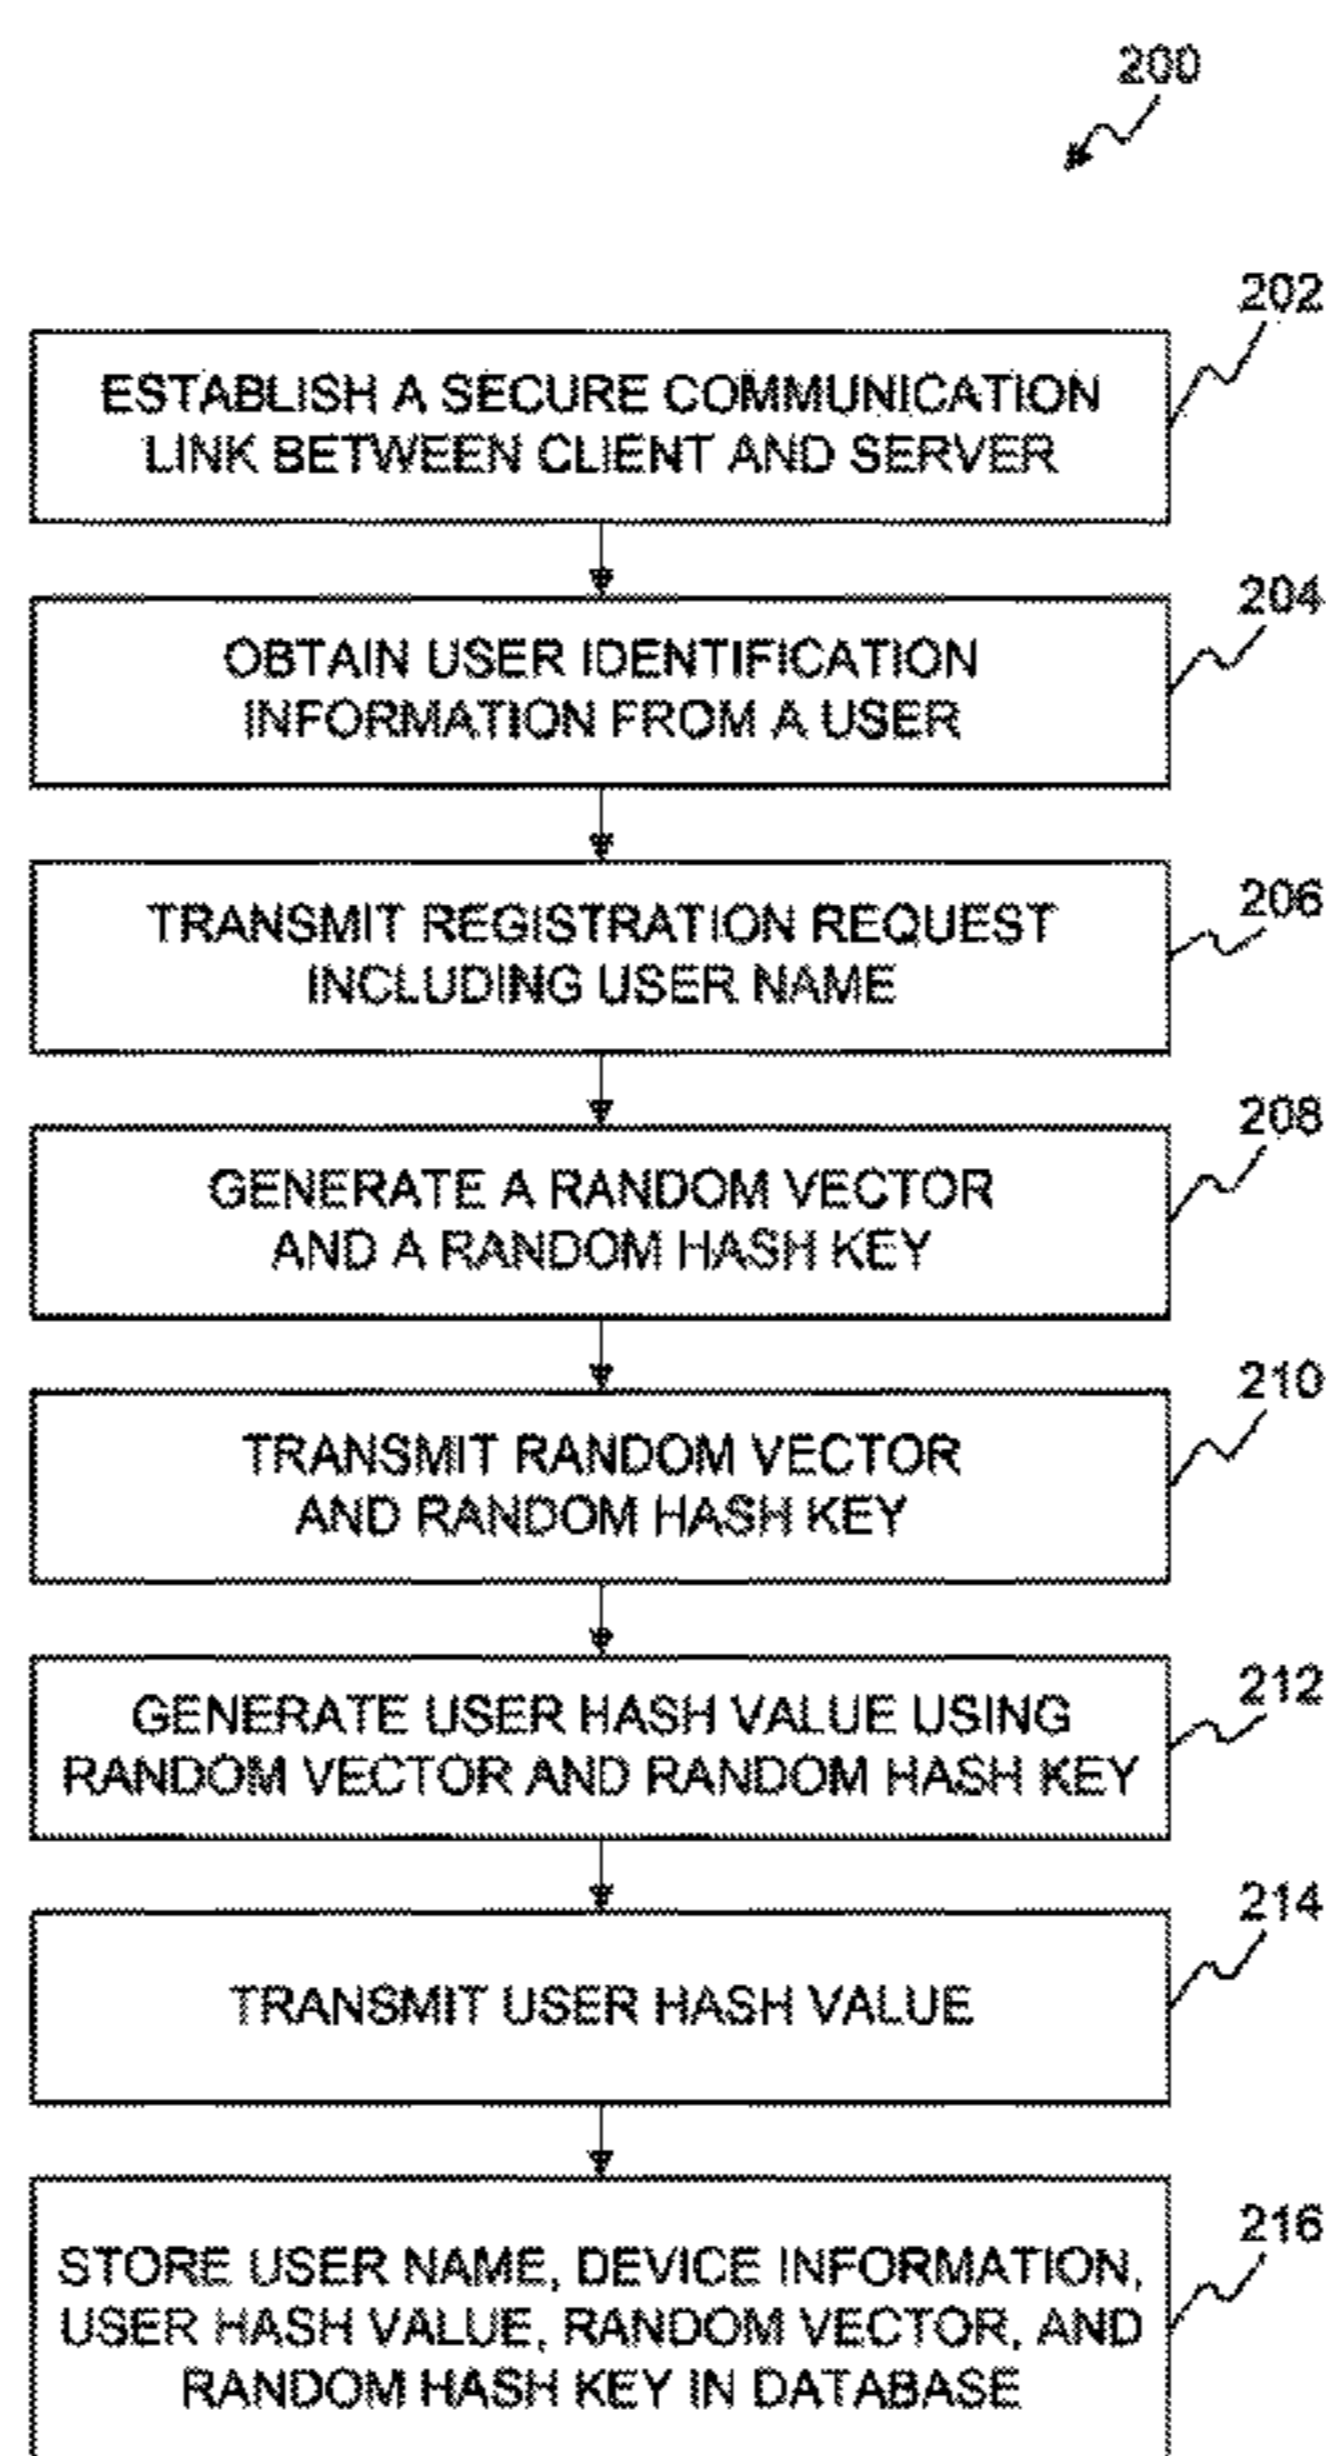 200
202
ESTABLISH A SECURE COMMUNICATION
LINK BETWEEN CLIENT AND SERVER
204
OBTAIN USER IDENTIFICATION
INFORMATION FROM A USER
206
TRANSMIT REGISTRATION REQUEST
INCLUDING USER NAME
208
GENERATE A RANDOM VECTOR
AND A RANDOM HASH KEY
210
TRANSMIT RANDOM VECTOR
AND RANDOM HASH KEY
212
GENERATE USER HASH VALUE USING
RANDOM VECTOR AND RANDOM HASH KEY
214
TRANSMIT USER HASH VALUE
216
STORE USER NAME, DEVICE INFORMATION,
USER HASH VALUE, RANDOM VECTOR, AND
RANDOM HASH KEY IN DATABASE